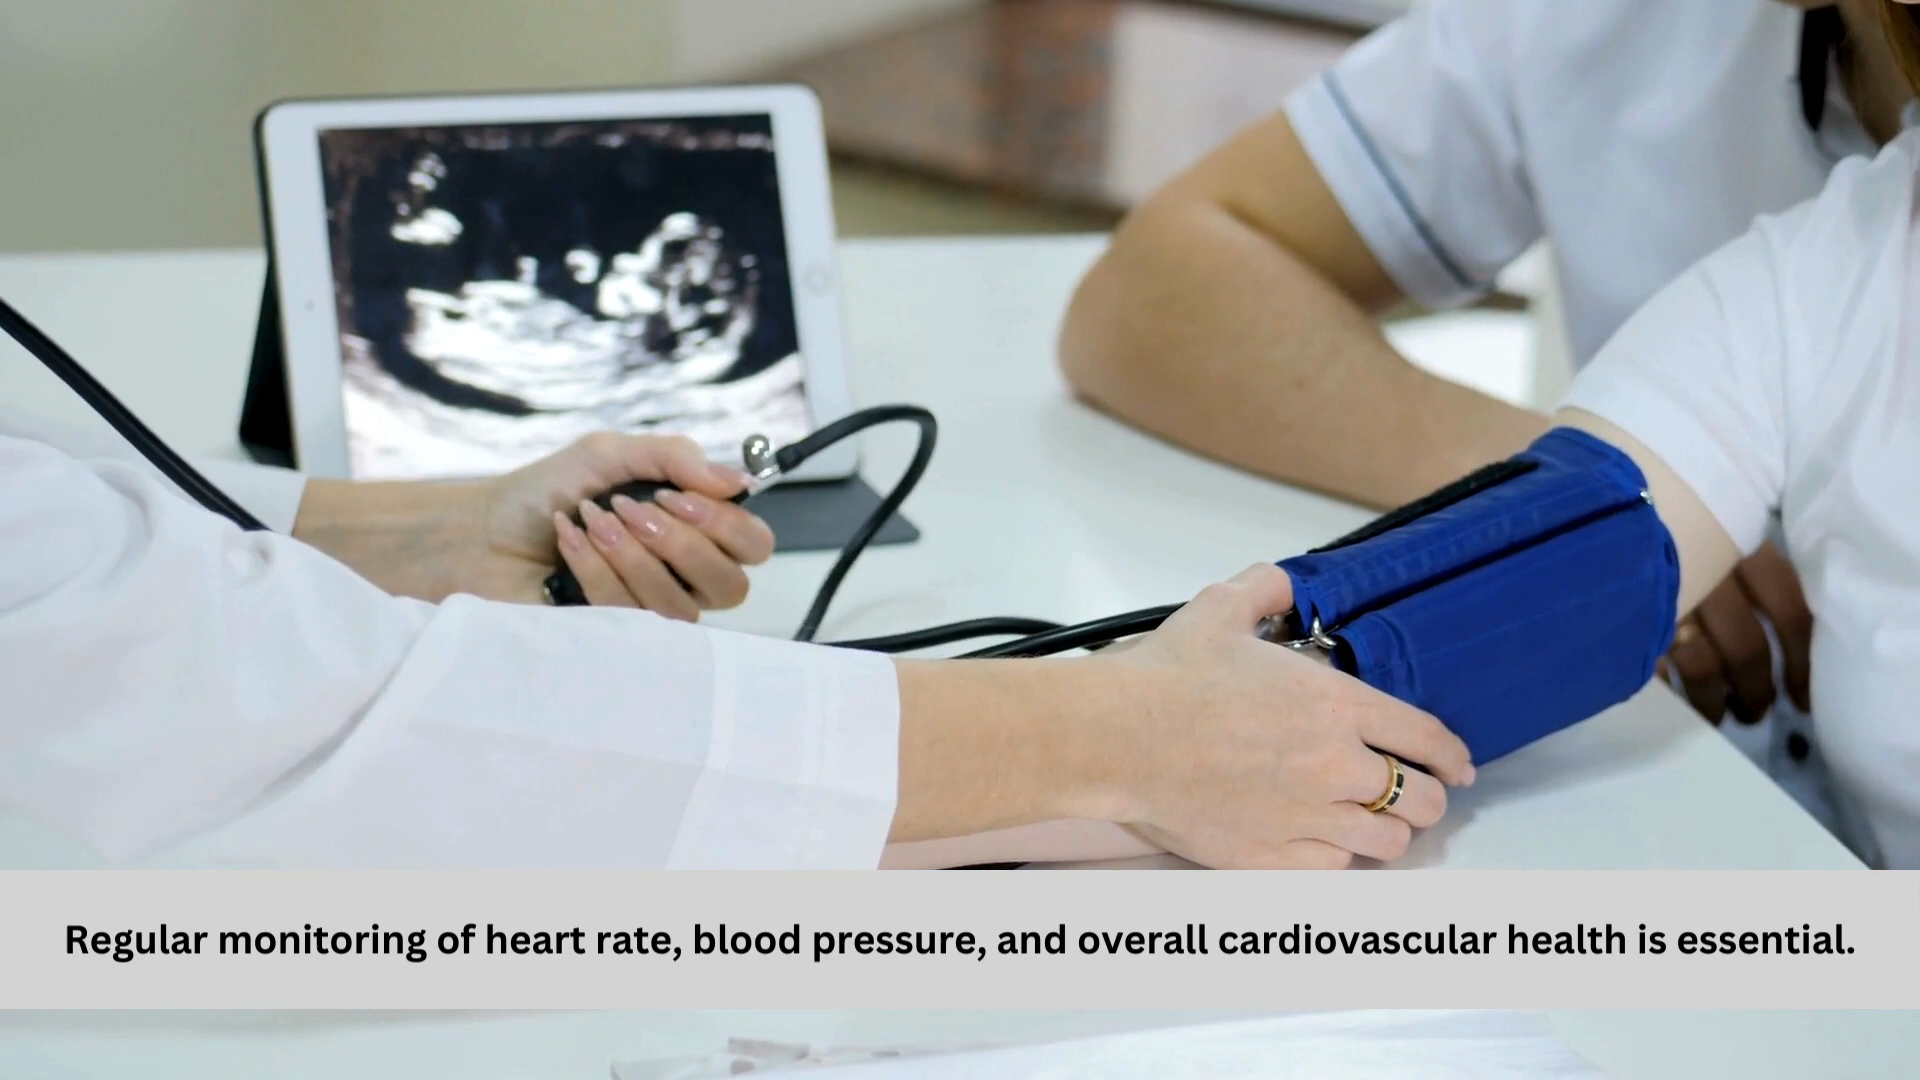 Regular monitoring of heart rate, blood pressure, and overall cardiovascular health is essential.